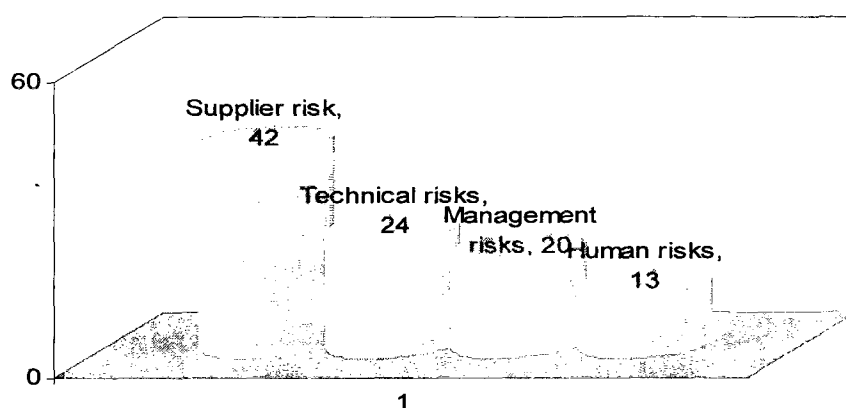 60
Supplier risk,
42
Technical risks,
24
Management
risks, 20
Human risks,
13
0
1